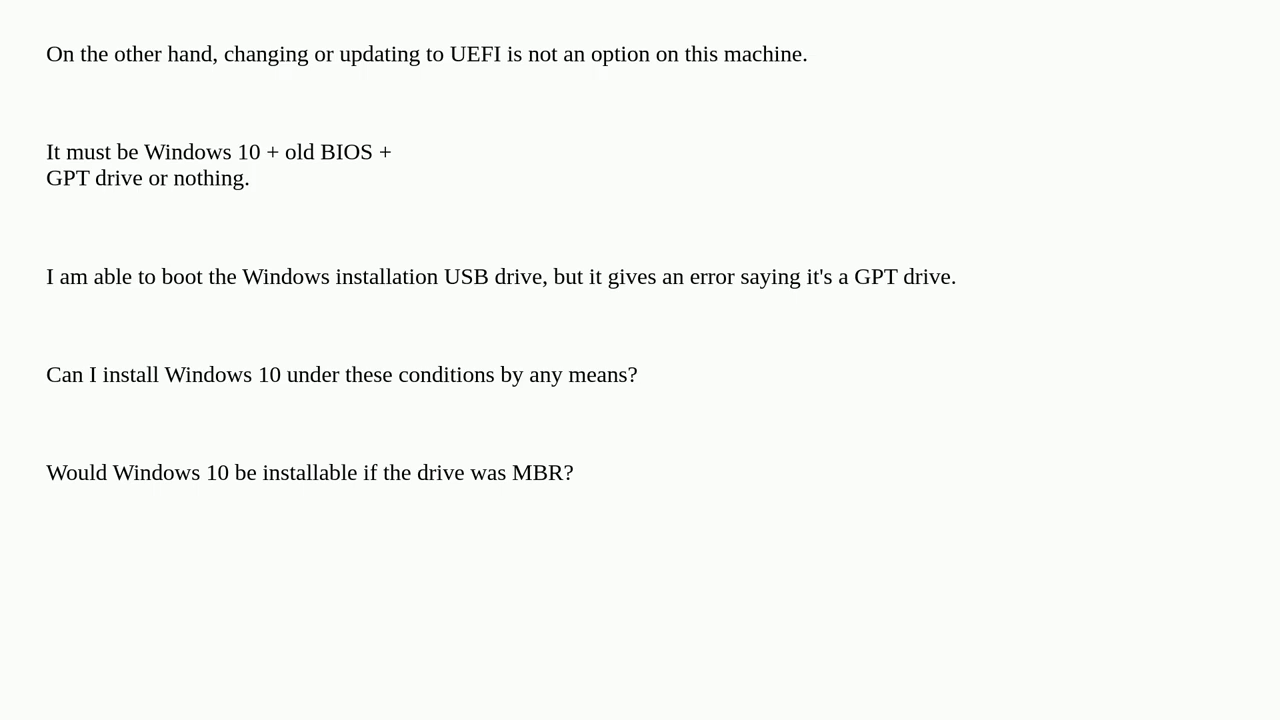 On the other hand, changing or updating to UEFI is not an option on this machine.
It must be Windows 10 + old BIOS +
GPT drive or nothing.
I am able to boot the Windows installation USB drive, but it gives an error saying it's a GPT drive.
Can I install Windows 10 under these conditions by any means?
Would Windows 10 be installable if the drive was MBR?